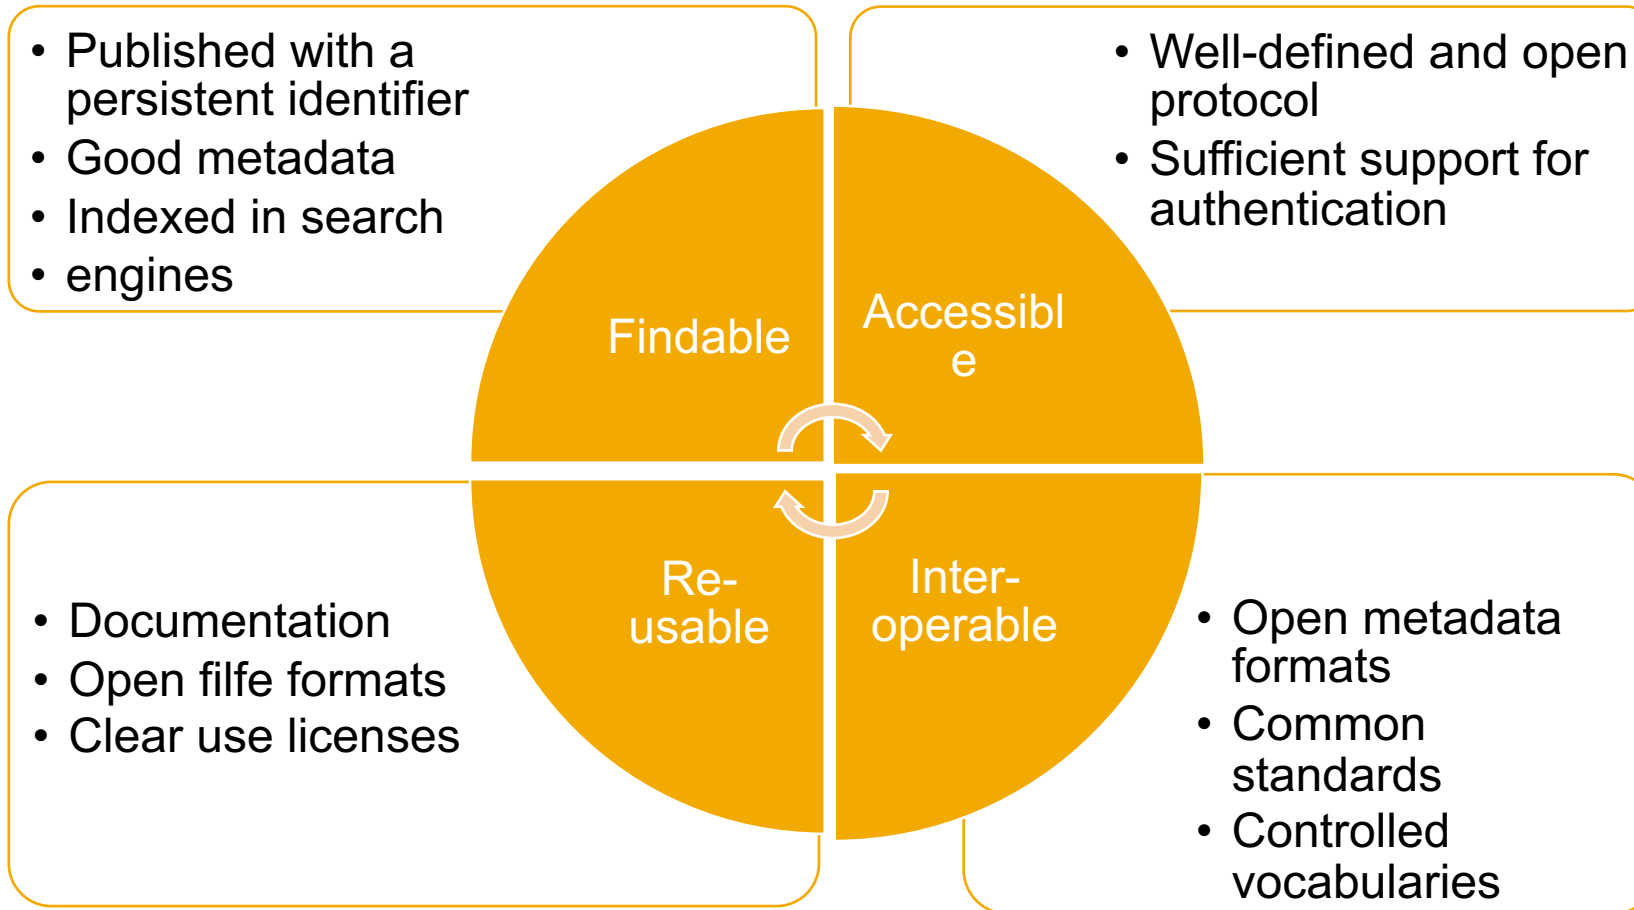 • Published with a
persistent identifier
• Good metadata
• Indexed in search
• engines
• Well-defined and open
protocol
• Sufficient support for
authentication
Findable
Accessibl
e
Re-
usable
Inter-
operable
• Documentation
• Open filfe formats
• Clear use licenses
• Open metadata
formats
• Common
standards
• Controlled
vocabularies